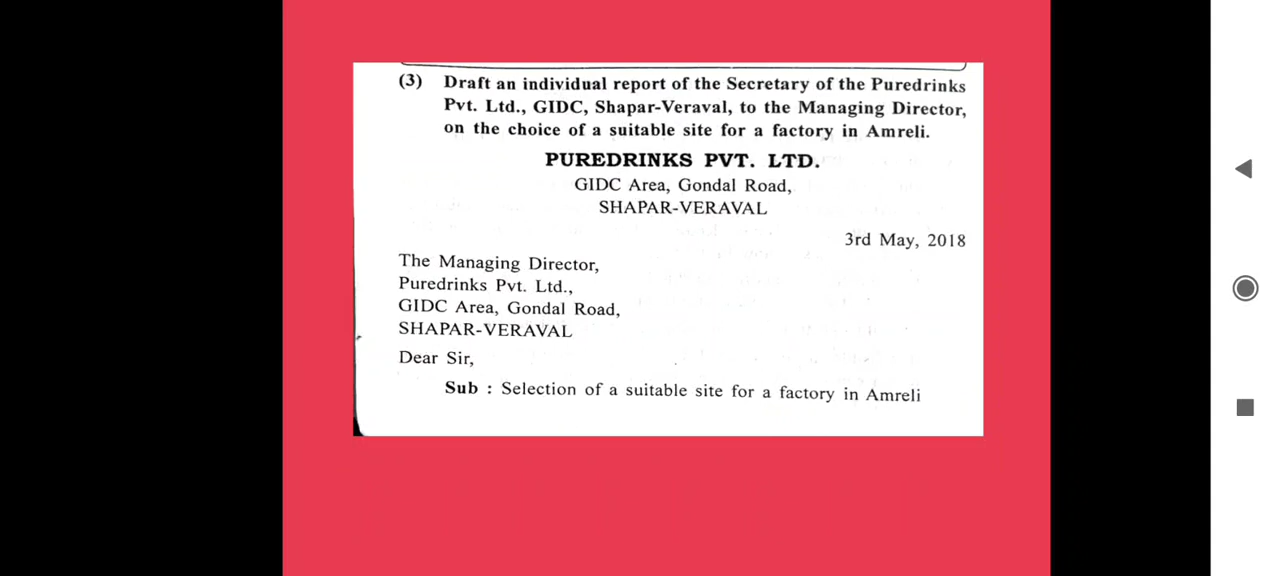 (3) Draft an individual report of the Secretary of the Puredrinks
Pvt. Ltd., GIDC, Shapar-Veraval, to the Managing Director,
on the choice of a suitable site for a factory in Amreli.
PUREDRINKS PVT. LTD.
GIDC Area, Gondal Road,
SHAPAR-VERAVAL
3rd May, 2018
The Managing Director,
Puredrinks Pvt. Ltd.,
GIDC Area, Gondal Road,
SHAPAR-VERAVAL
Dear Sir,
Sub : Selection of a suitable site for a factory in Amreli